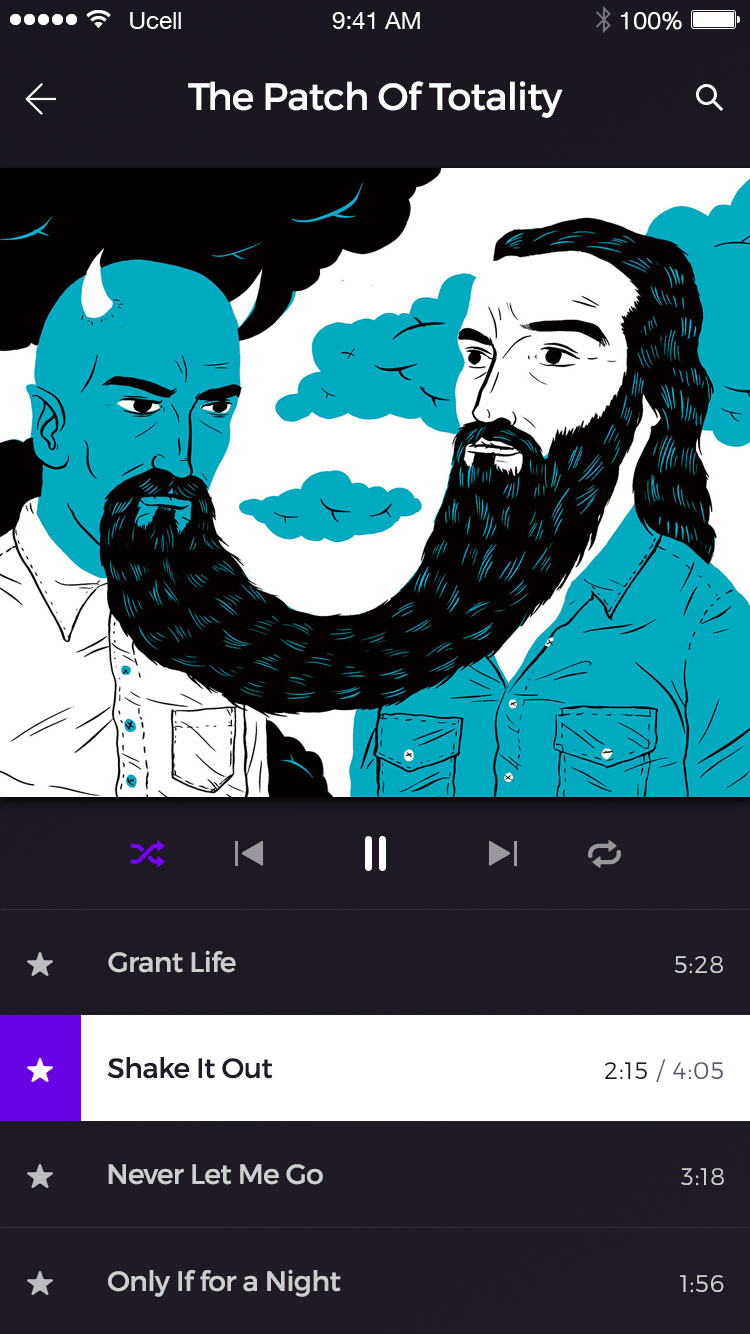 Ucell 9:41 AM 100%
The Patch Of Totality
Grant Life 5:28
Shake It Out 2:15 / 4:05
Never Let Me Go 3:18
Only If for a Night 1:56